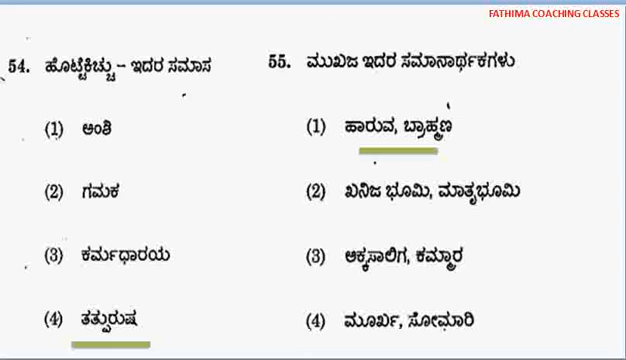 FATHIMA COACHING CLASSES
54. ಹೊಟ್ಟೆಕಿಚ್ಚು – ಇದರ ಸಮಾಸ
(1) ಅಂಶಿ
(2) ಗಮಕ
(3) ಕರ್ಮಧಾರಯ
(4) ತತ್ಪುರುಷ
55. ಮುಖಜ ಇದರ ಸಮಾನಾರ್ಥಕಗಳು
(1) ಹಾರುವ, ಬ್ರಾಹ್ಮಣ
(2) ಖನಿಜ ಭೂಮಿ, ಮಾತೃಭೂಮಿ
(3) ಅಕ್ಕಸಾಲಿಗ, ಕಮ್ಮಾರ
(4) ಮೂರ್ಖ, ಸೋಮಾರಿ